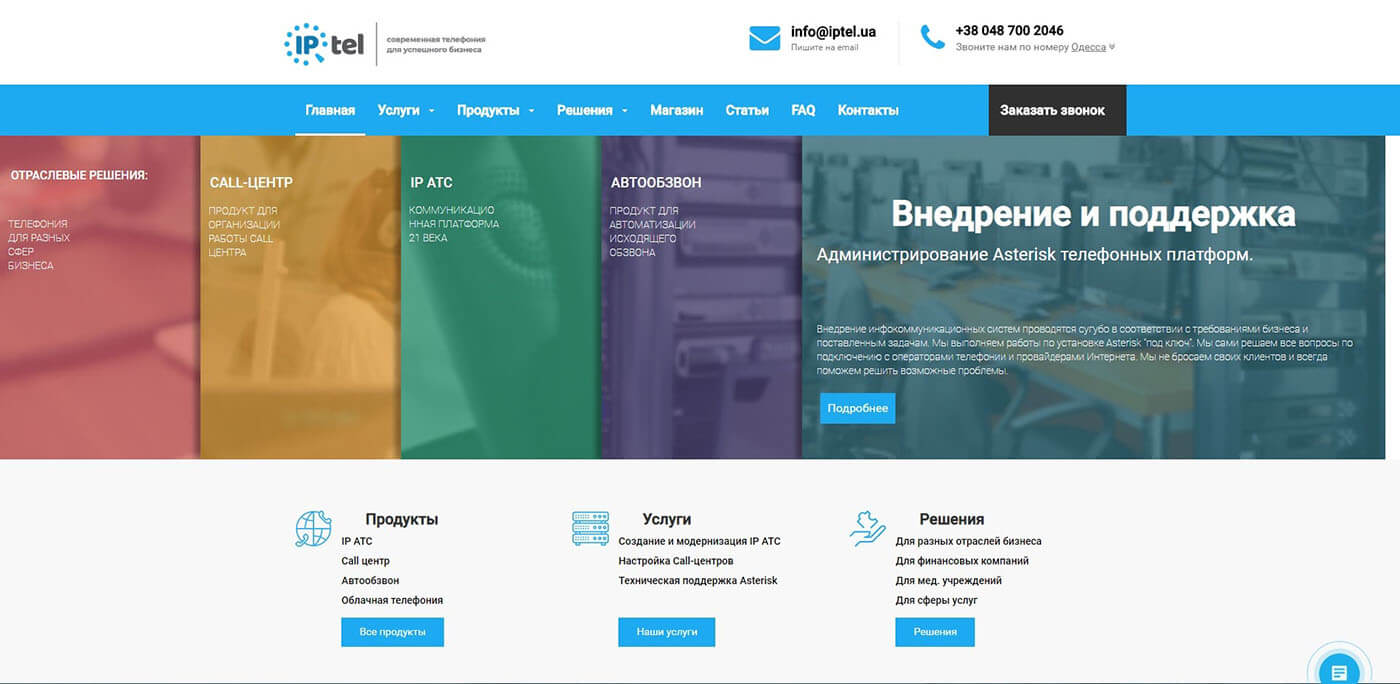 IP tel
современная телефония
для успешного бизнеса
info@iptel.ua
Пишите на email
+38 048 700 2046
Звоните нам по номеру Одесса
Главная Услуги Продукты Решения Магазин Статьи FAQ Контакты Заказать звонок
ОТРАСЛЕВЫЕ РЕШЕНИЯ:
ТЕЛЕФОНИЯ
ДЛЯ РАЗНЫХ
СФЕР
БИЗНЕСА
CALL-ЦЕНТР
ПРОДУКТ ДЛЯ
ОРГАНИЗАЦИИ
РАБОТЫ CALL
ЦЕНТРА
IP АТС
КОММУНИКАЦИО
ННАЯ ПЛАТФОРМА
21 ВЕКА
АВТООБЗВОН
ПРОДУКТ ДЛЯ
АВТОМАТИЗАЦИИ
ИСХОДЯЩЕГО
ОБЗВОНА
Внедрение и поддержка
Администрирование Asterisk телефонных платформ.
Внедрение инфокоммуникационных систем проводятся сугубо в соответствии с требованиями бизнеса и
поставленным задачам. Мы выполняем работы по установке Asterisk "под ключ". Мы сами решаем все вопросы по
подключению с операторами телефонии и провайдерами Интернета. Мы не бросаем своих клиентов и всегда
поможем решить возможные проблемы.
Подробнее
Продукты
IP АТС
Call центр
Автообзвон
Облачная телефония
Все продукты
Услуги
Создание и модернизация IP АТС
Настройка Call-центров
Техническая поддержка Asterisk
Наши услуги
Решения
Для разных отраслей бизнеса
Для финансовых компаний
Для мед. учреждений
Для сферы услуг
Решения